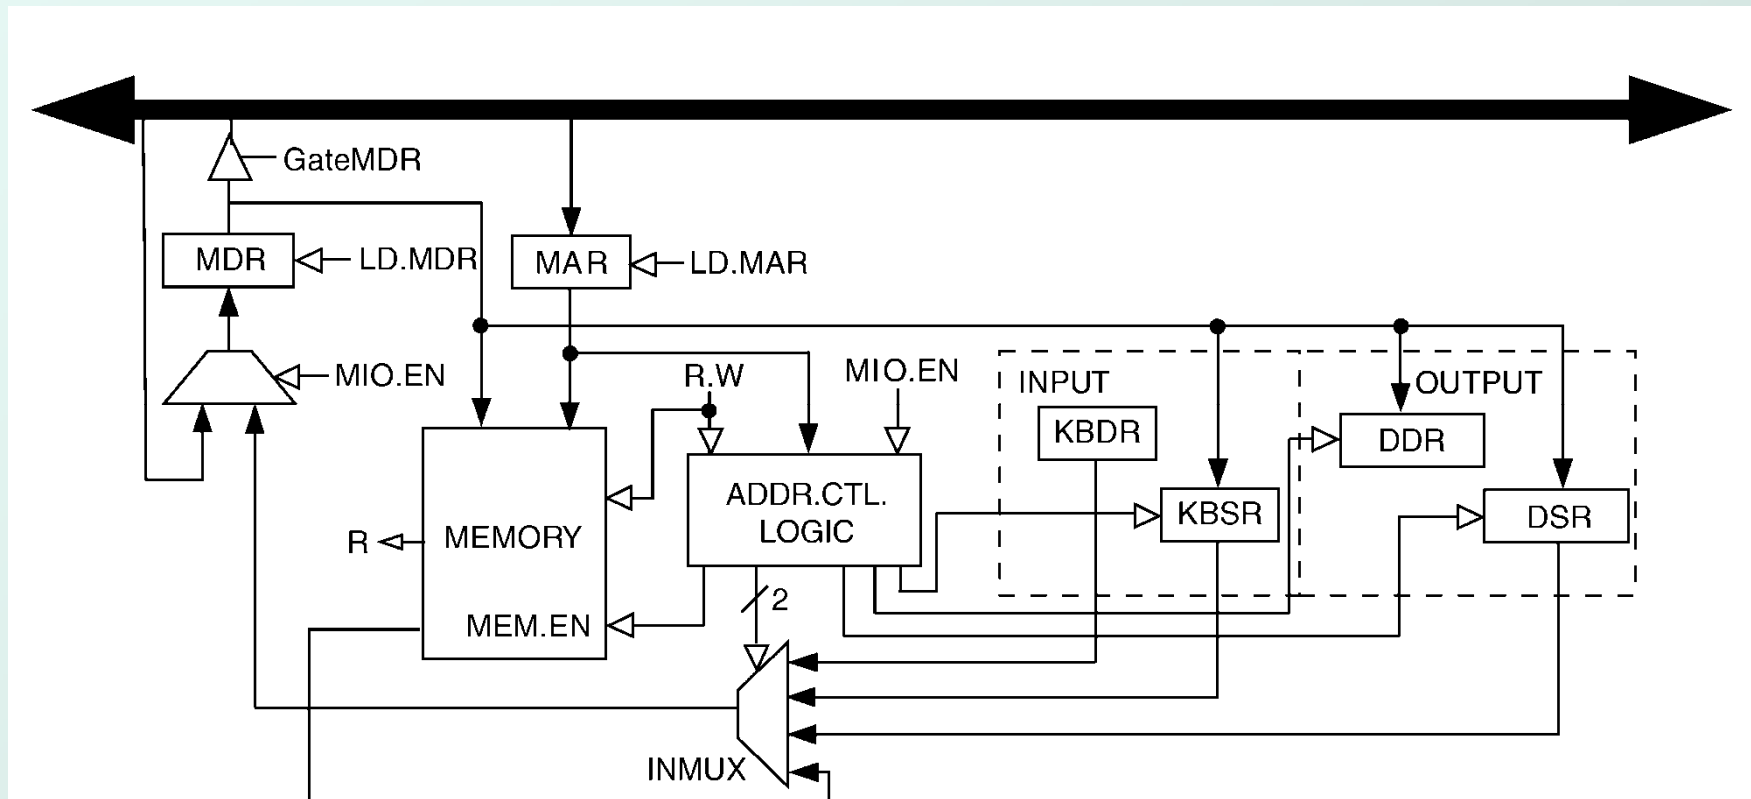 GateMDR
MDR
LD.MDR
MAR
LD.MAR
MIO.EN
R.W
MIO.EN
INPUT
OUTPUT
KBDR
DDR
ADDR.CTL.
LOGIC
KBSR
DSR
R
MEMORY
2
MEM.EN
INMUX